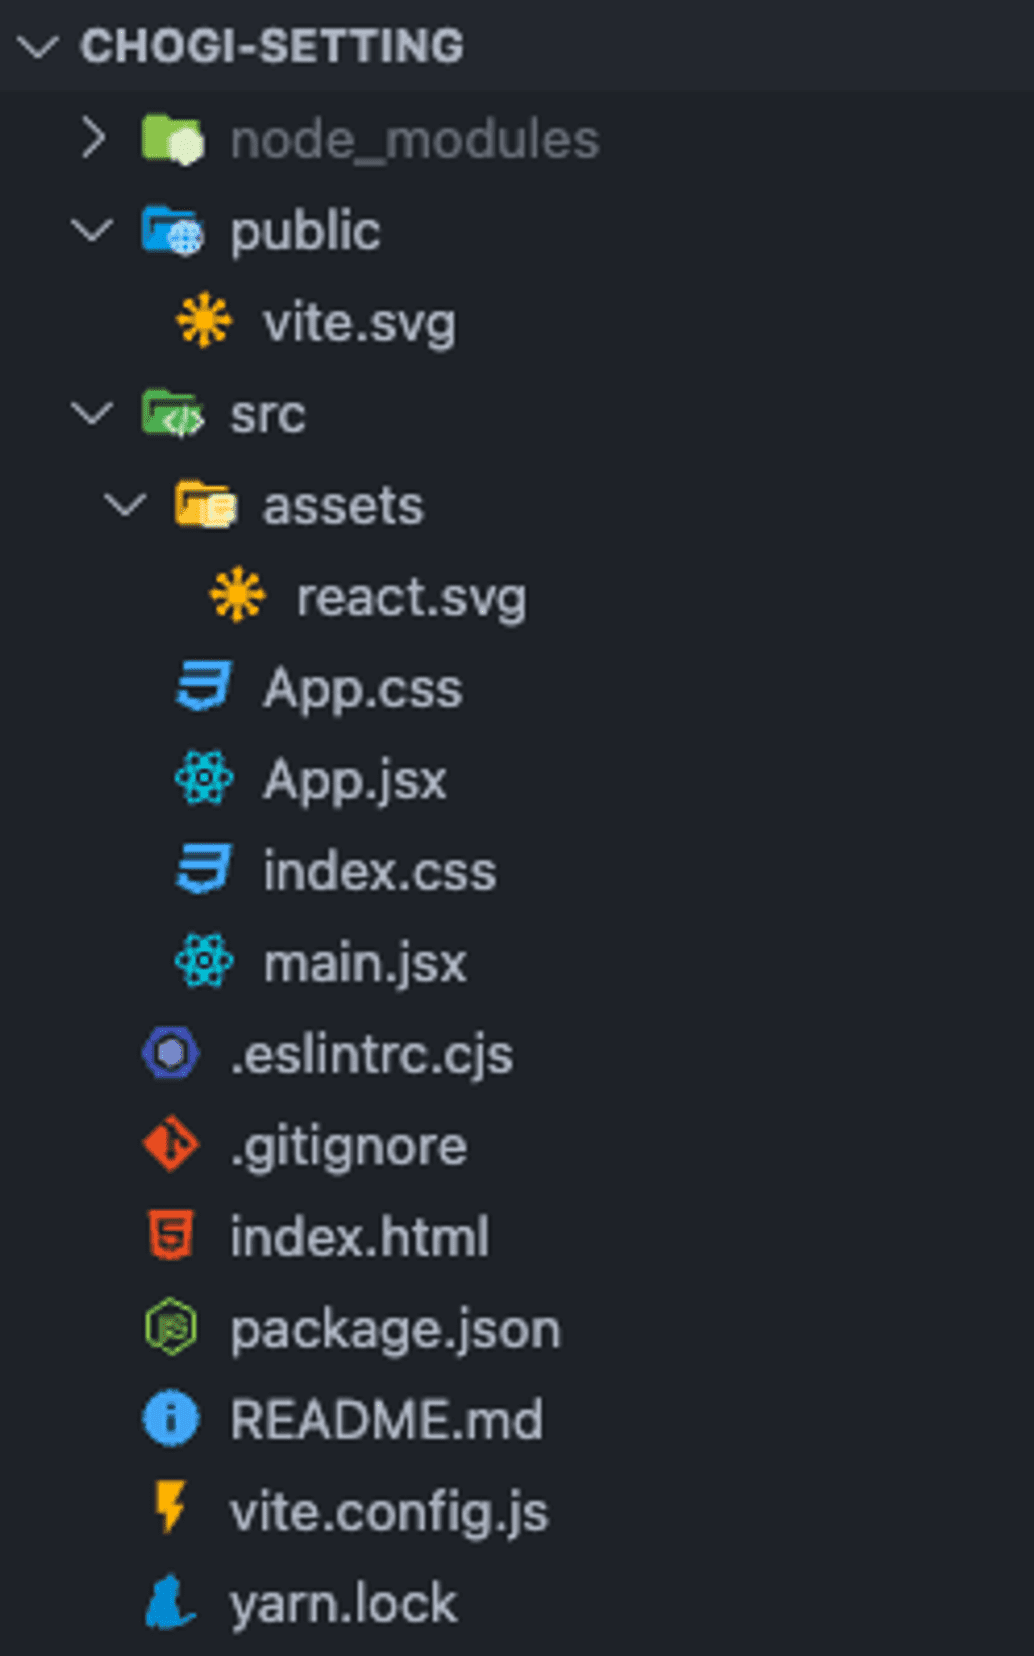 CHOGI-SETTING
node_modules
public
vite.svg
src
assets
react.svg
App.css
App.jsx
index.css
main.jsx
.eslintrc.cjs
.gitignore
index.html
package.json
README.md
vite.config.js
yarn.lock